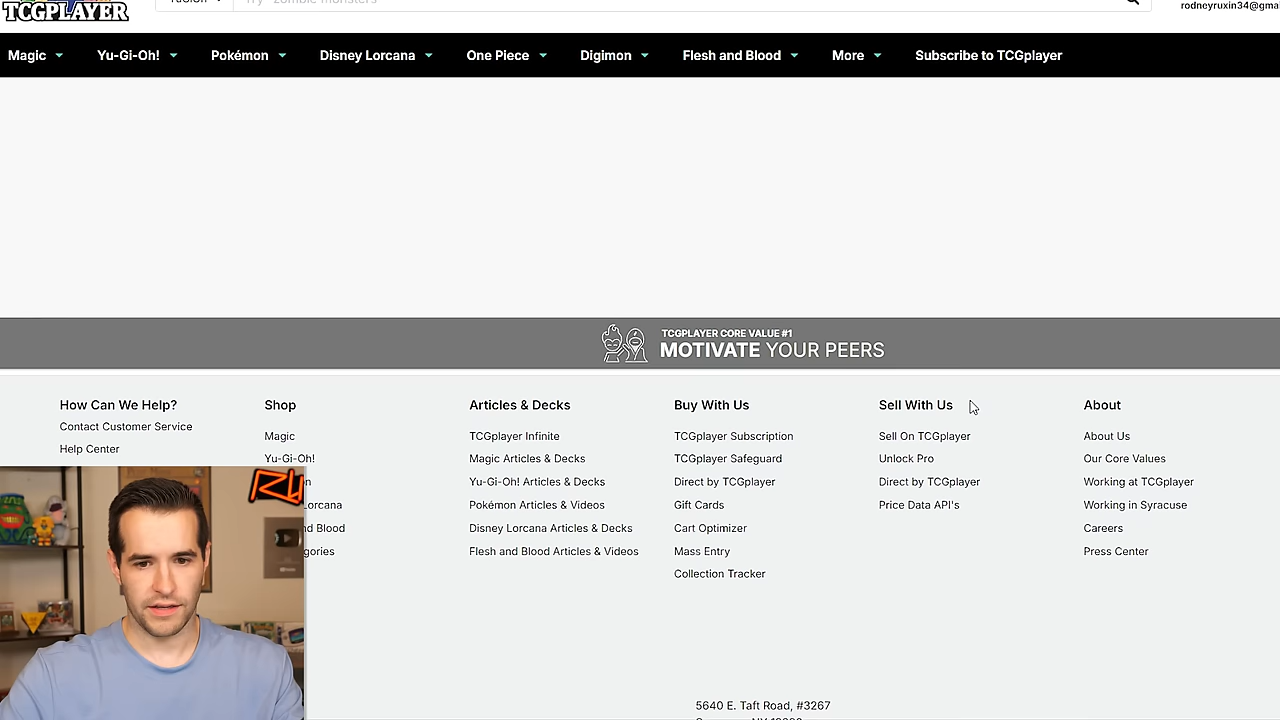 TCGPLAYER
rodneyruxin34@gma
Magic
Yu-Gi-Oh!
Pokémon
Disney Lorcana
One Piece
Digimon
Flesh and Blood
More
Subscribe to TCGplayer
TCGPLAYER CORE VALUE #1
MOTIVATE YOUR PEERS
How Can We Help?
Contact Customer Service
Help Center
Shop
Magic
Yu-Gi-Oh!
n
orcana
nd Blood
gories
Articles & Decks
TCGplayer Infinite
Magic Articles & Decks
Yu-Gi-Oh! Articles & Decks
Pokémon Articles & Videos
Disney Lorcana Articles & Decks
Flesh and Blood Articles & Videos
Buy With Us
TCGplayer Subscription
TCGplayer Safeguard
Direct by TCGplayer
Gift Cards
Cart Optimizer
Mass Entry
Collection Tracker
Sell With Us
Sell On TCGplayer
Unlock Pro
Direct by TCGplayer
Price Data API's
About
About Us
Our Core Values
Working at TCGplayer
Working in Syracuse
Careers
Press Center
5640 E. Taft Road, #3267